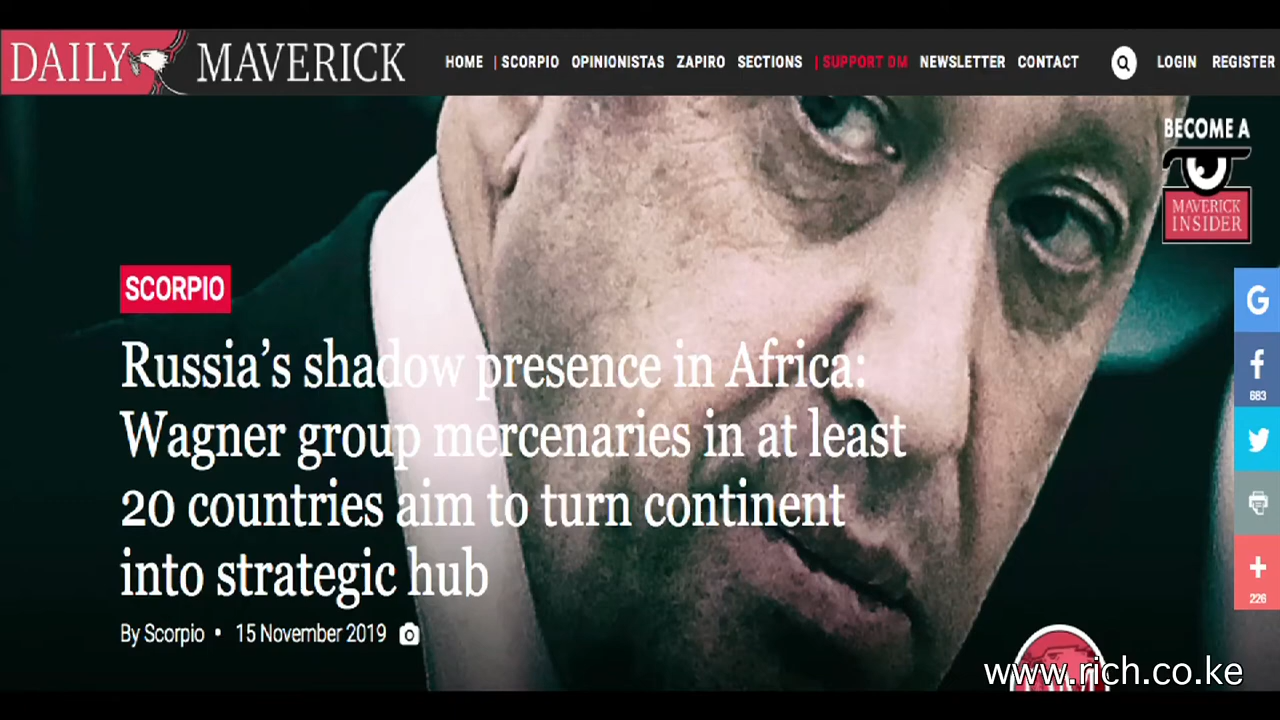 DAILY MAVERICK
HOME | SCORPIO OPINIONISTAS ZAPIRO SECTIONS | SUPPORT DM NEWSLETTER CONTACT LOGIN REGISTER
BECOME A
MAVERICK
INSIDER
SCORPIO
Russia’s shadow presence in Africa:
Wagner group mercenaries in at least
20 countries aim to turn continent
into strategic hub
By Scorpio • 15 November 2019
G
f
683
+
226
www.rich.co.ke